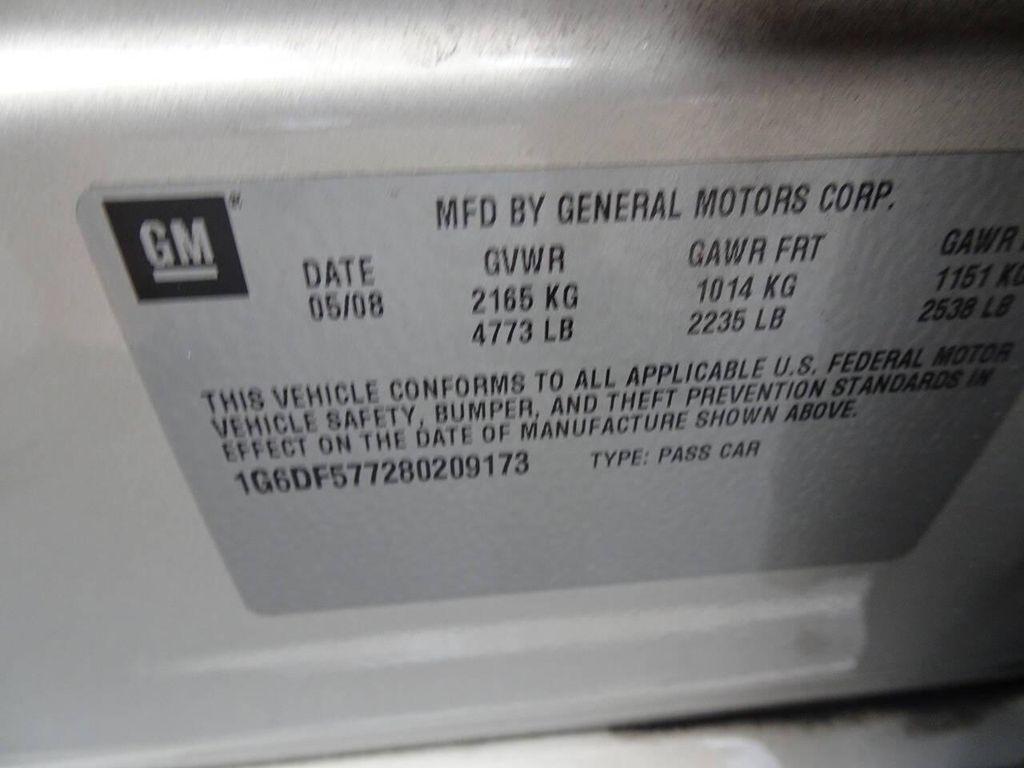 GM ®
MFD BY GENERAL MOTORS CORP.
DATE GVWR GAWR FRT GAWR
05/08 2165 KG 1014 KG 1151 KG
4773 LB 2235 LB 2538 LB
THIS VEHICLE CONFORMS TO ALL APPLICABLE U.S. FEDERAL MOTOR
VEHICLE SAFETY, BUMPER, AND THEFT PREVENTION STANDARDS IN
EFFECT ON THE DATE OF MANUFACTURE SHOWN ABOVE.
1G6DF577280209173 TYPE: PASS CAR